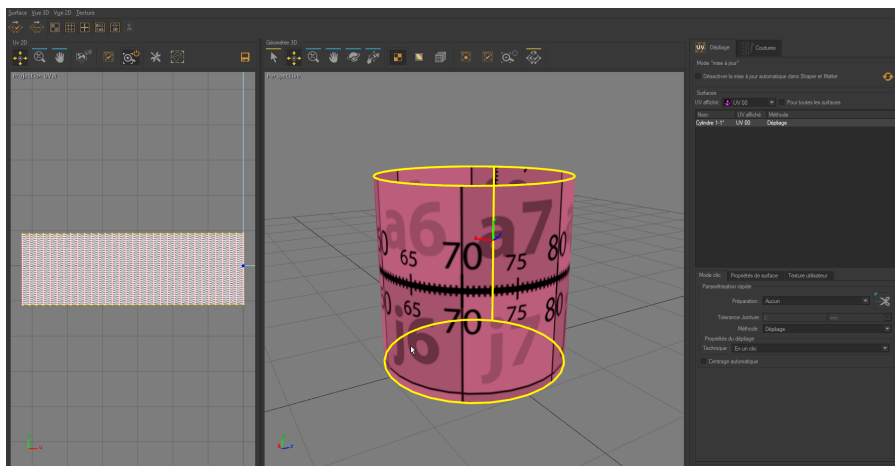 Surface Vue 3D Vue 2D Texture
Uv 2D
Géométrie 3D
Projection UVW
Perspective
a6 a7
80
65 70 75 80
65 70 75 80
j6 j7
UV Dépliage Coutures
Mode "mise à jour"
Désactiver la mise à jour automatique dans Shaper et Matter
Surfaces
UV affiché : UV 00 Pour toutes les surfaces
Nom UV affiché Méthode
Cylindre 1-1* UV 00 Dépliage
Mode clic Propriétés de surface Texture utilisateur
Paramétrisation rapide
Préparation : Aucun
Tolérance Jointure :
Méthode : Dépliage
Propriétés du dépliage
Technique : En un clic
Centrage automatique